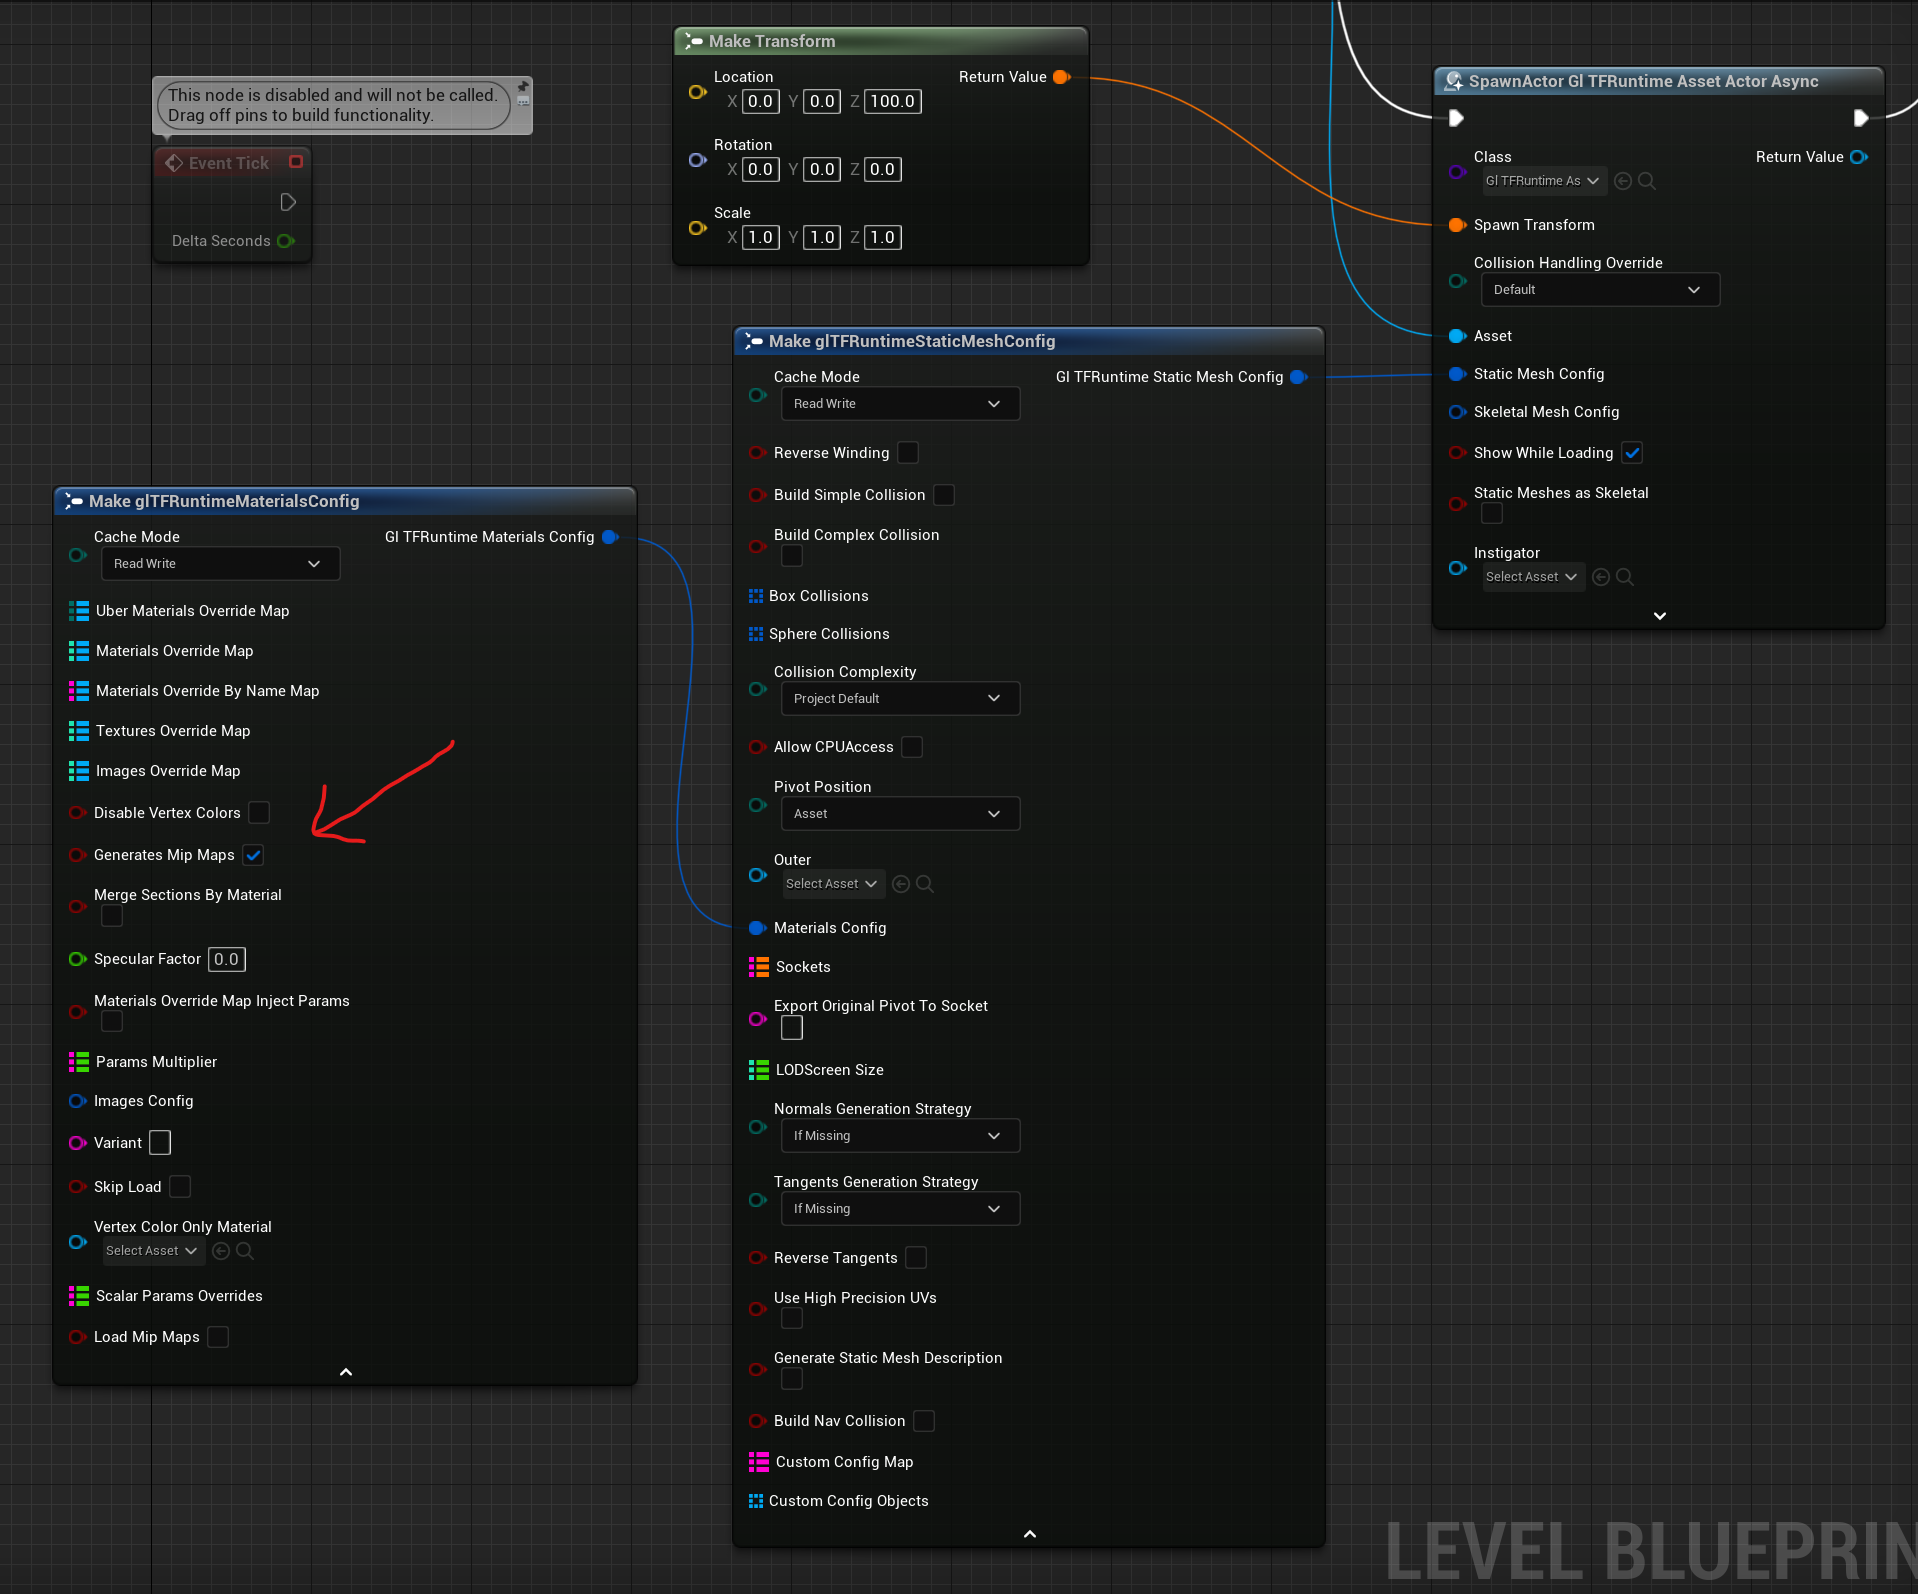 This node is disabled and will not be called.
Drag off pins to build functionality.
Event Tick
Delta Seconds
Make Transform
Location
Return Value
X 0.0 Y 0.0 Z 100.0
Rotation
X 0.0 Y 0.0 Z 0.0
Scale
X 1.0 Y 1.0 Z 1.0
SpawnActor Gl TFRuntime Asset Actor Async
Class
Return Value
Gl TFRuntime As
Spawn Transform
Collision Handling Override
Default
Asset
Static Mesh Config
Skeletal Mesh Config
Show While Loading
Static Meshes as Skeletal
Instigator
Select Asset
Make glTFRuntimeStaticMeshConfig
Cache Mode
Gl TFRuntime Static Mesh Config
Read Write
Reverse Winding
Build Simple Collision
Build Complex Collision
Box Collisions
Sphere Collisions
Collision Complexity
Project Default
Allow CPUAccess
Pivot Position
Asset
Outer
Select Asset
Materials Config
Sockets
Export Original Pivot To Socket
LODScreen Size
Normals Generation Strategy
If Missing
Tangents Generation Strategy
If Missing
Reverse Tangents
Use High Precision UVs
Generate Static Mesh Description
Build Nav Collision
Custom Config Map
Custom Config Objects
Make glTFRuntimeMaterialsConfig
Cache Mode
Gl TFRuntime Materials Config
Read Write
Uber Materials Override Map
Materials Override Map
Materials Override By Name Map
Textures Override Map
Images Override Map
Disable Vertex Colors
Generates Mip Maps
Merge Sections By Material
Specular Factor 0.0
Materials Override Map Inject Params
Params Multiplier
Images Config
Variant
Skip Load
Vertex Color Only Material
Select Asset
Scalar Params Overrides
Load Mip Maps
LEVEL BLUEPRIN